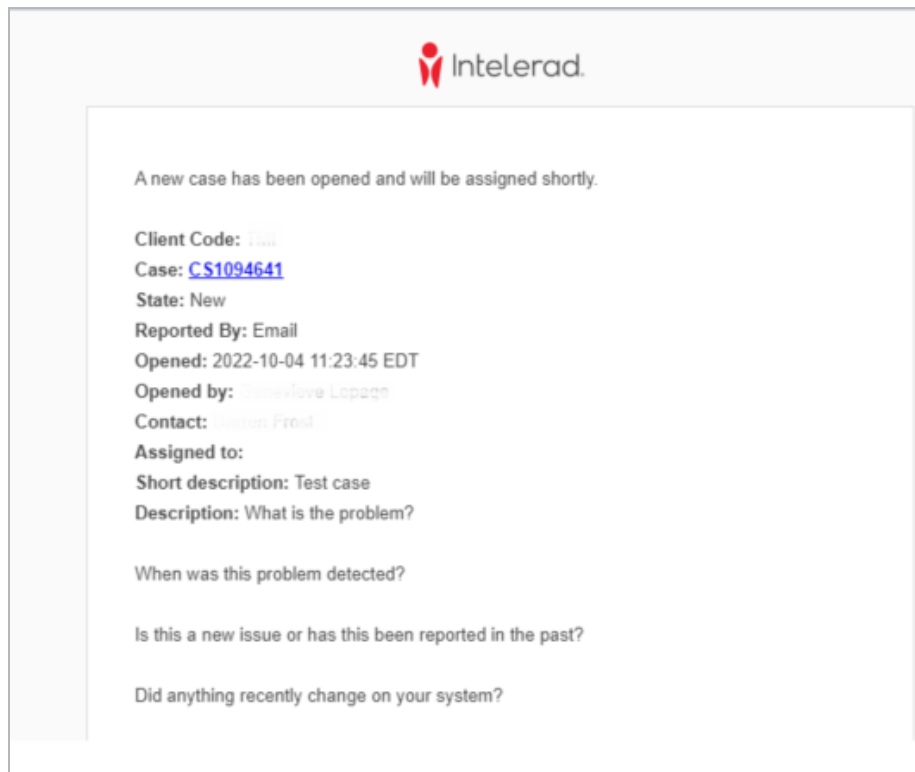 Intelerad.
A new case has been opened and will be assigned shortly.
Client Code:
Case: CS1094641
State: New
Reported By: Email
Opened: 2022-10-04 11:23:45 EDT
Opened by: Lepage
Contact: Frost
Assigned to:
Short description: Test case
Description: What is the problem?
When was this problem detected?
Is this a new issue or has this been reported in the past?
Did anything recently change on your system?